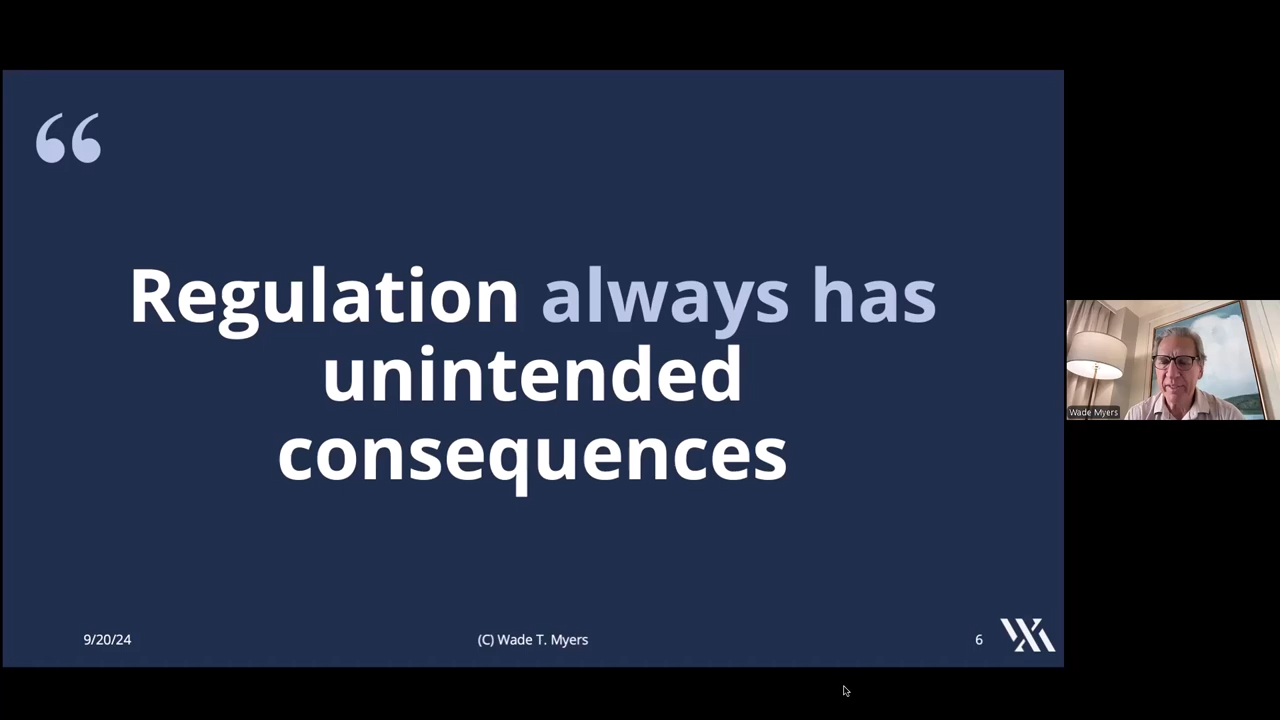 “
Regulation always has
unintended
consequences
9/20/24
(C) Wade T. Myers
6
Wade Myers